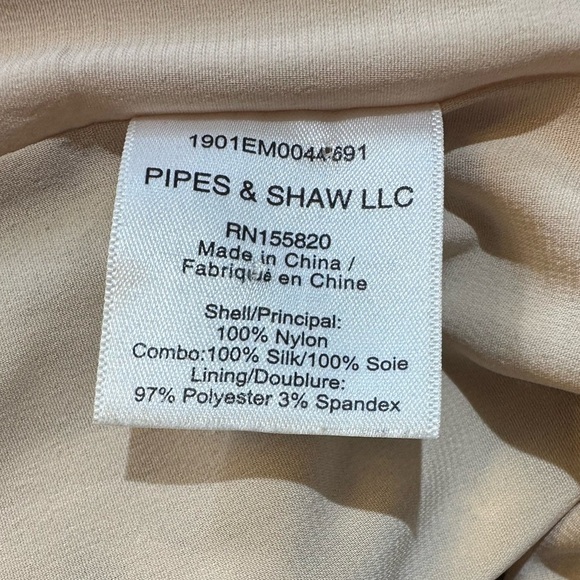 PIPES & SHAW LLC
RN155820
Made in China /
Fabriqué en Chine
Shell/Principal:
100% Nylon
Combo:100% Silk/100% Soie
Lining/Doublure:
97% Polyester 3% Spandex